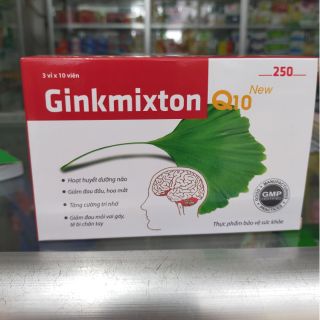 3 vỉ x 10 viên
250
Ginkmixton Q10
New
Hoạt huyết dưỡng não
Giảm đau đầu, hoa mắt
Tăng cường trí nhớ
Giảm đau mỏi vai gáy,
tê bì chân tay
GMP
Thực phẩm bảo vệ sức khỏe